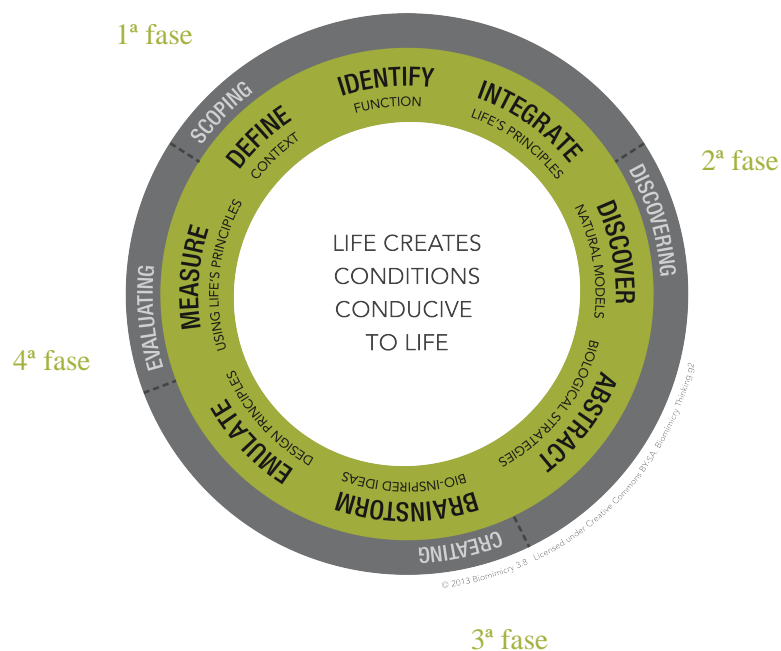 1ª fase
SCOPING
DEFINE
CONTEXT
IDENTIFY
FUNCTION
INTEGRATE
LIFE'S PRINCIPLES
2ª fase
DISCOVERING
DISCOVER
NATURAL MODELS
ABSTRACT
BIOLOGICAL STRATEGIES
3ª fase
CREATING
BRAINSTORM
BIO-INSPIRED IDEAS
EMULATE
DESIGN PRINCIPLES
4ª fase
EVALUATING
MEASURE
USING LIFE'S PRINCIPLES
LIFE CREATES
CONDITIONS
CONDUCIVE
TO LIFE
© 2013 Biomimicry 3.8 Licensed under Creative Commons BY.SA. Biomimicry Thinking 92